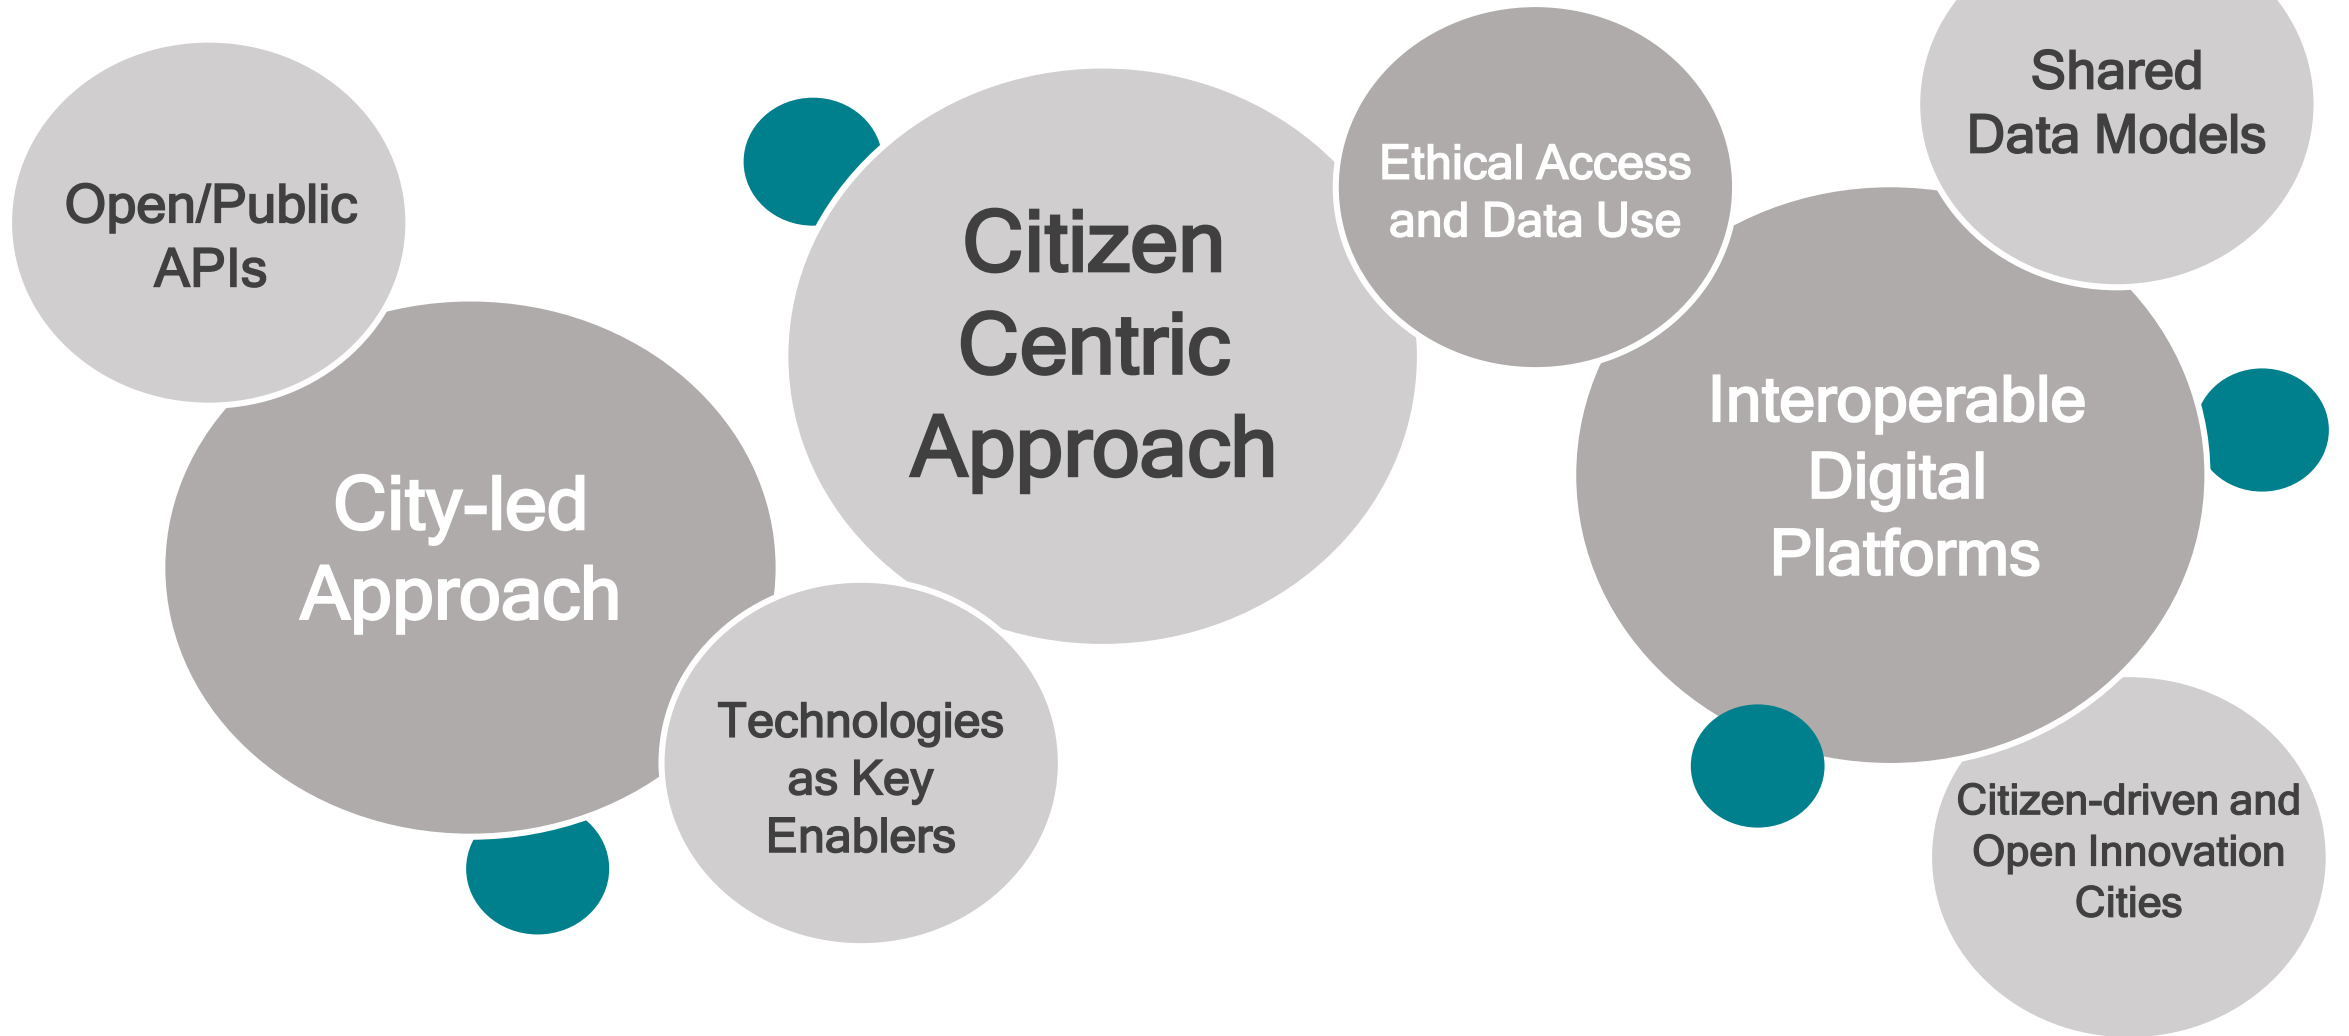 Open/Public
APIs
City-led
Approach
Citizen
Centric
Approach
Technologies
as Key
Enablers
Ethical Access
and Data Use
Shared
Data Models
Interoperable
Digital
Platforms
Citizen-driven and
Open Innovation
Cities